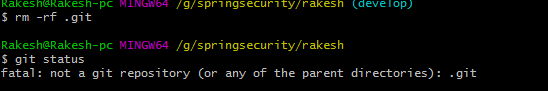 Rakesh@Rakesh-pc MINGW64 /g/springsecurity/rakesh (develop)
$ rm -rf .git
Rakesh@Rakesh-pc MINGW64 /g/springsecurity/rakesh
$ git status
fatal: not a git repository (or any of the parent directories): .git